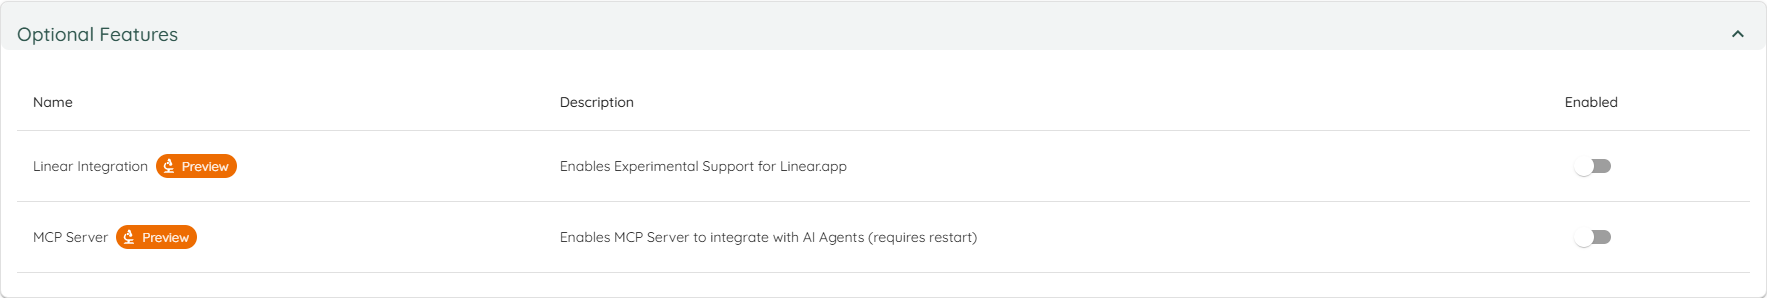 Optional Features
Name Description Enabled
Linear Integration Preview Enables Experimental Support for Linear.app
MCP Server Preview Enables MCP Server to integrate with AI Agents (requires restart)